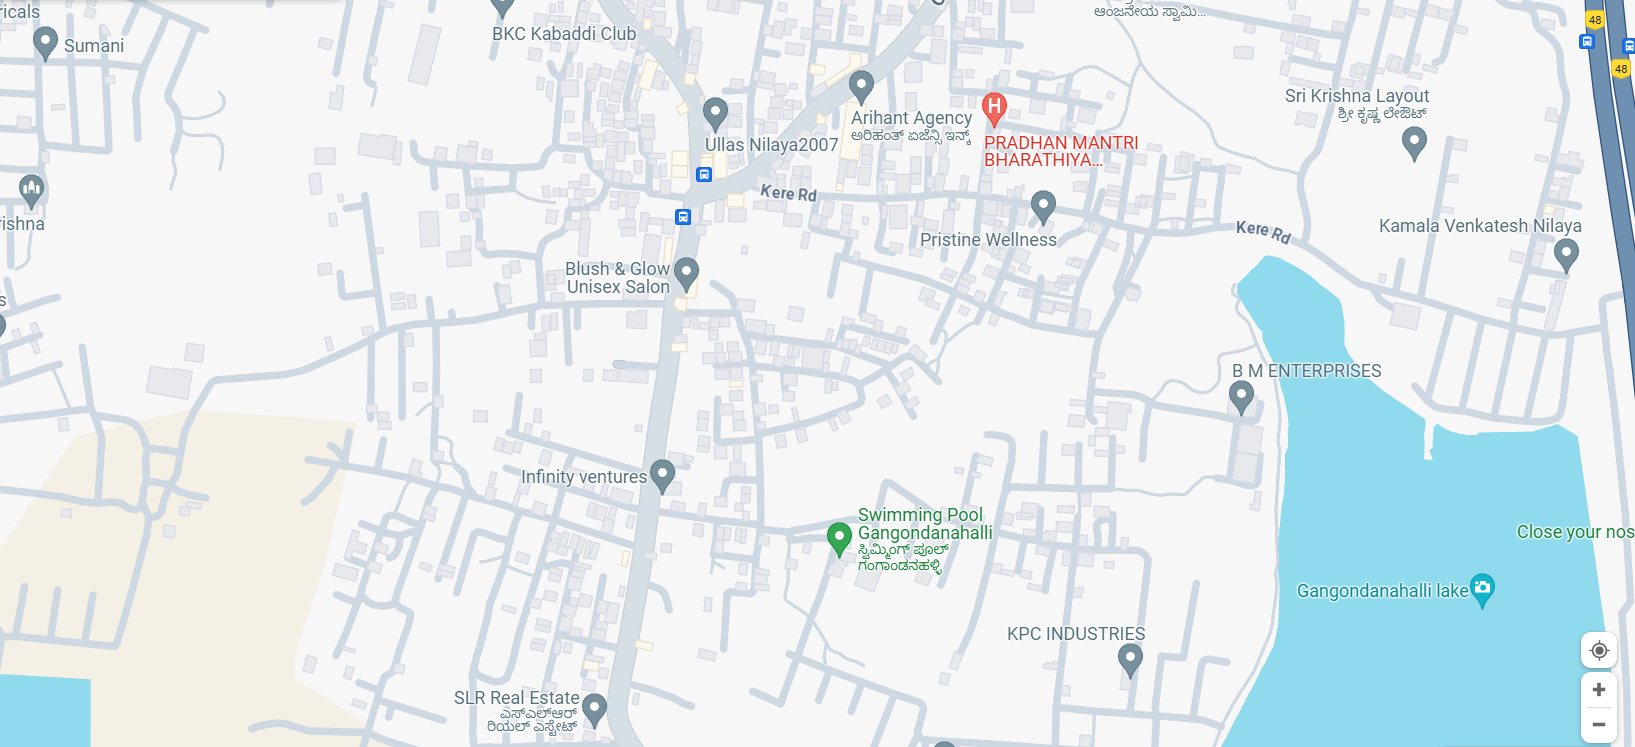 ricals
Sumani
BKC Kabaddi Club
ಆಂಜನೇಯ ಸ್ವಾಮಿ...
48
48
Sri Krishna Layout
ಶ್ರೀ ಕೃಷ್ಣ ಲೇಔಟ್
Arihant Agency
ಅರಿಹಂತ್ ಏಜೆನ್ಸಿ ಇನ್ಕ್
Ullas Nilaya2007
H
PRADHAN MANTRI
BHARATHIYA...
Kere Rd
ishna
Pristine Wellness
Kere Rd
Kamala Venkatesh Nilaya
Blush & Glow
Unisex Salon
s
B M ENTERPRISES
Infinity ventures
Swimming Pool
Gangondanahalli
ಸ್ವಿಮ್ಮಿಂಗ್ ಪೂಲ್
ಗಂಗಾಂಡನಹಳ್ಳಿ
Close your nos
Gangondanahalli lake
KPC INDUSTRIES
SLR Real Estate
ಎಸ್ಎಲ್ಆರ್
ರಿಯಲ್ ಎಸ್ಟೇಟ್